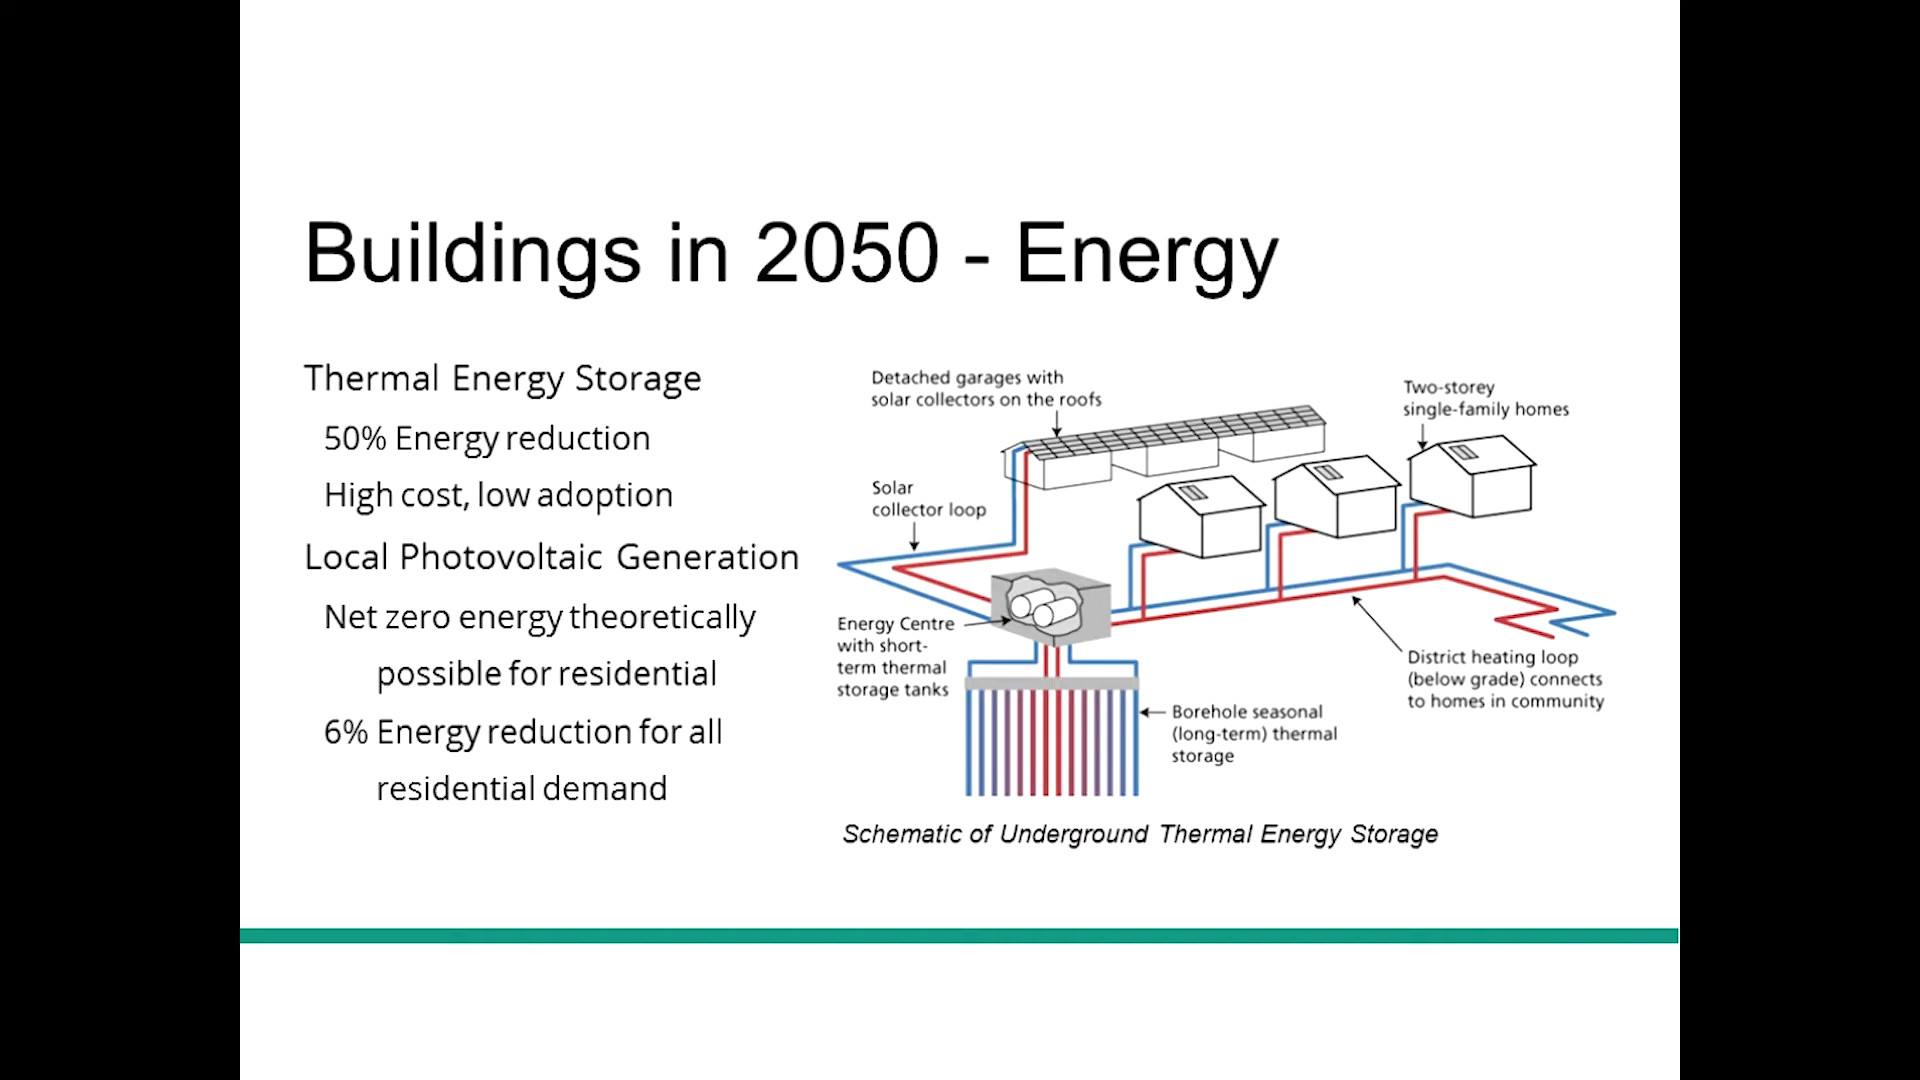 Buildings in 2050 - Energy
Thermal Energy Storage
50% Energy reduction
High cost, low adoption
Local Photovoltaic Generation
Net zero energy theoretically
possible for residential
6% Energy reduction for all
residential demand
Detached garages with
solar collectors on the roofs
Two-storey
single-family homes
Solar
collector loop
Energy Centre
with short-
term thermal
storage tanks
District heating loop
(below grade) connects
to homes in community
Borehole seasonal
(long-term) thermal
storage
Schematic of Underground Thermal Energy Storage